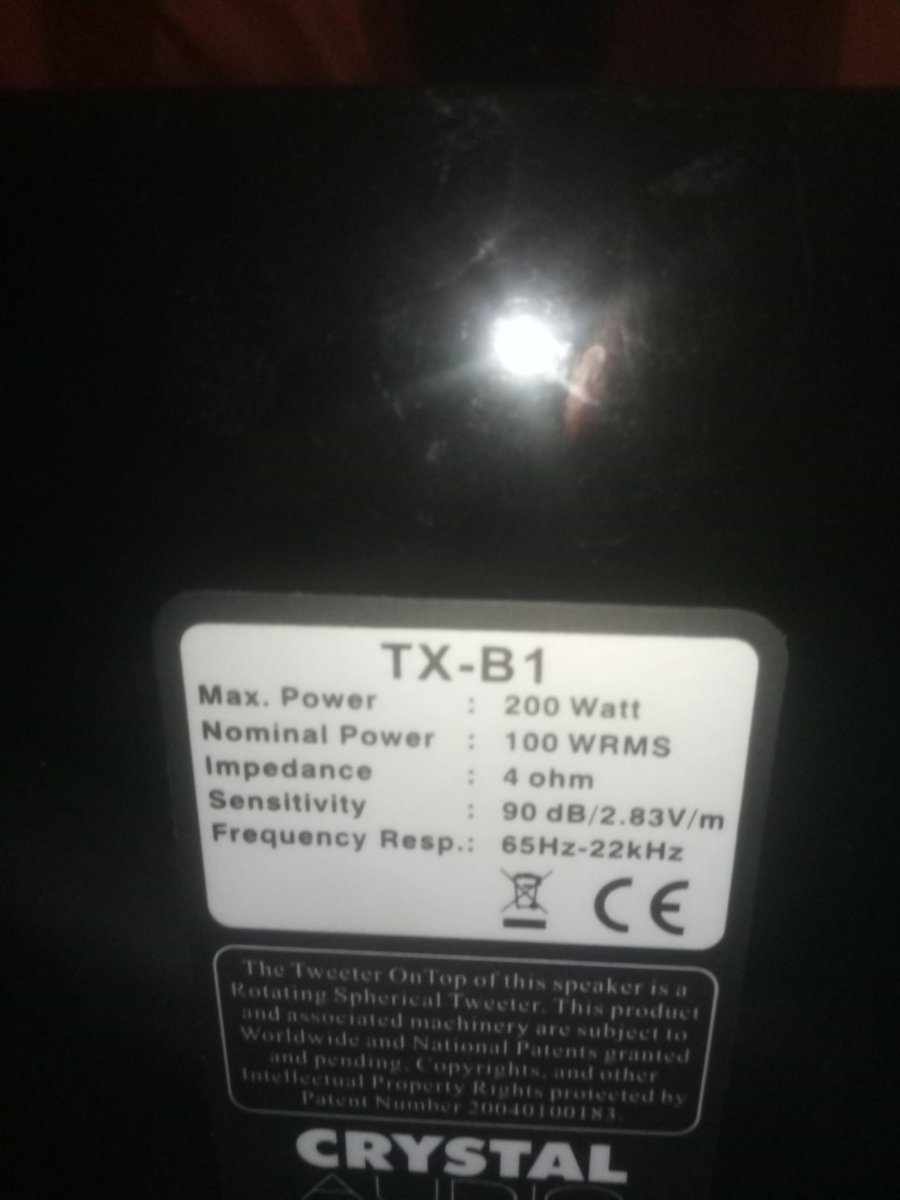 TX-B1
Max. Power : 200 Watt
Nominal Power : 100 WRMS
Impedance : 4 ohm
Sensitivity : 90 dB/2.83V/m
Frequency Resp.: 65Hz-22kHz
CE
The Tweeter OnTop of this speaker is a
Rotating Spherical Tweeter. This product
and associated machinery are subject to
Worldwide and National Patents granted
and pending, Copyrights, and other
Intellectual Property Rights protected by
Patent Number 20040100183.
CRYSTAL
AUDIO